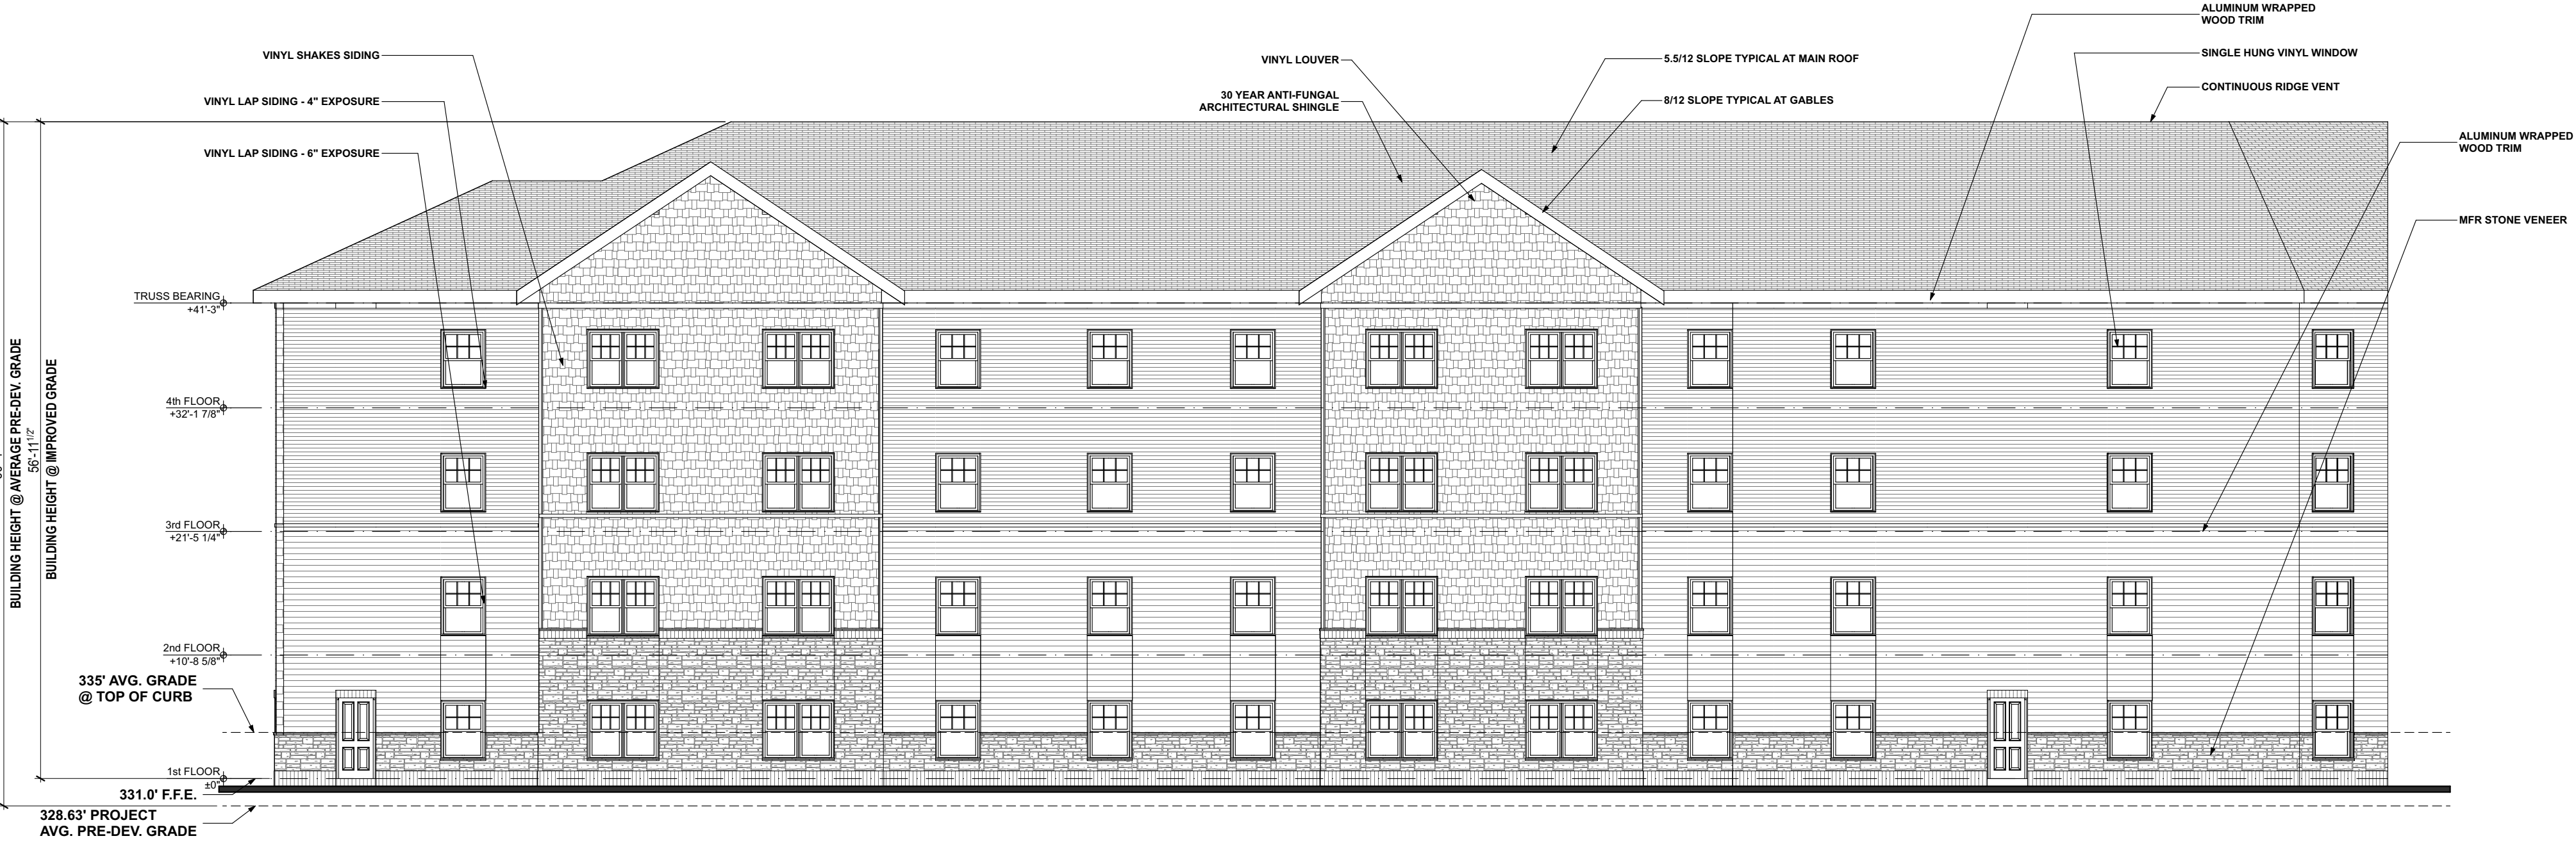 ALUMINUM WRAPPED
WOOD TRIM
VINYL SHAKES SIDING
VINYL LOUVER
5.5/12 SLOPE TYPICAL AT MAIN ROOF
SINGLE HUNG VINYL WINDOW
VINYL LAP SIDING - 4" EXPOSURE
30 YEAR ANTI-FUNGAL
ARCHITECTURAL SHINGLE
8/12 SLOPE TYPICAL AT GABLES
CONTINUOUS RIDGE VENT
VINYL LAP SIDING - 6" EXPOSURE
ALUMINUM WRAPPED
WOOD TRIM
MFR STONE VENEER
TRUSS BEARING
+41'-3"
BUILDING HEIGHT @ AVERAGE PRE-DEV. GRADE
56'-11 1/2"
BUILDING HEIGHT @ IMPROVED GRADE
4th FLOOR
+32'-1 7/8"
3rd FLOOR
+21'-5 1/4"
2nd FLOOR
+10'-8 5/8"
335' AVG. GRADE
@ TOP OF CURB
1st FLOOR
±0"
331.0' F.F.E.
328.63' PROJECT
AVG. PRE-DEV. GRADE